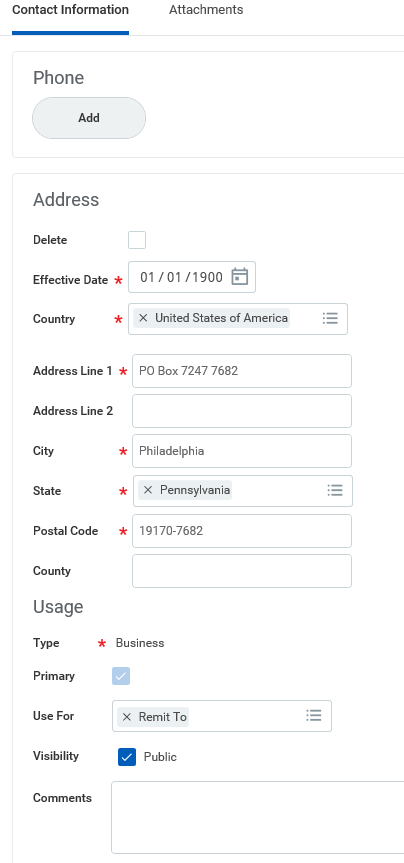 Contact Information Attachments
Phone
Add
Address
Delete
Effective Date * 01 / 01 / 1900
Country * × United States of America
Address Line 1 * PO Box 7247 7682
Address Line 2
City * Philadelphia
State * × Pennsylvania
Postal Code * 19170-7682
County
Usage
Type * Business
Primary
Use For × Remit To
Visibility Public
Comments